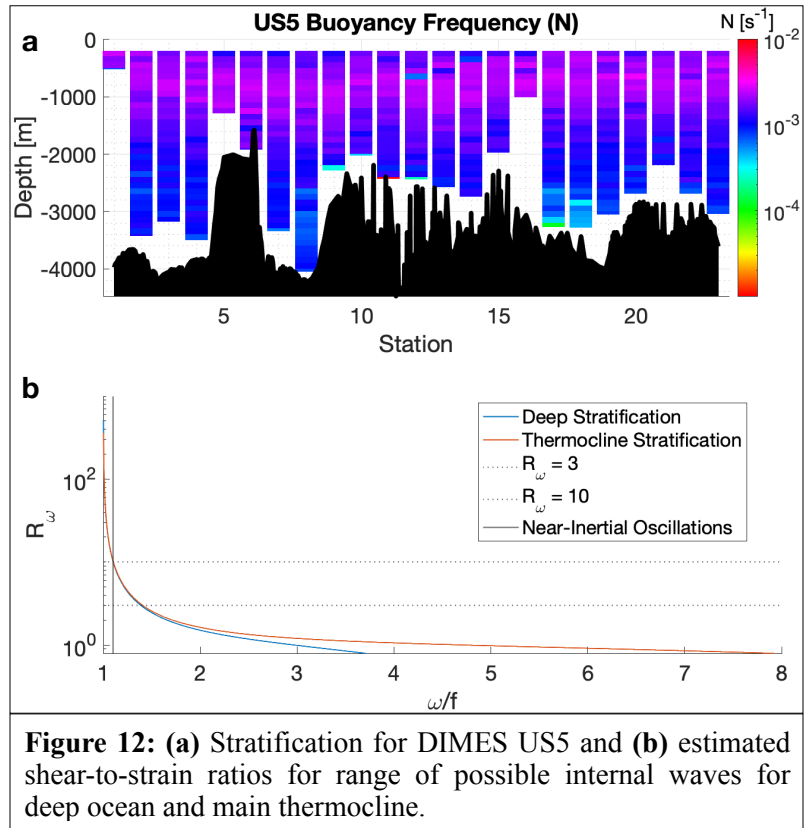 US5 Buoyancy Frequency (N)
N [s⁻¹]
a
0
-1000
-2000
-3000
-4000
Depth [m]
10⁻²
10⁻³
10⁻⁴
5
10
15
20
Station
b
10²
10⁰
R_ω
Deep Stratification
Thermocline Stratification
R_ω = 3
R_ω = 10
Near-Inertial Oscillations
1
2
3
4
5
6
7
8
ω/f
Figure 12: (a) Stratification for DIMES US5 and (b) estimated
shear-to-strain ratios for range of possible internal waves for
deep ocean and main thermocline.